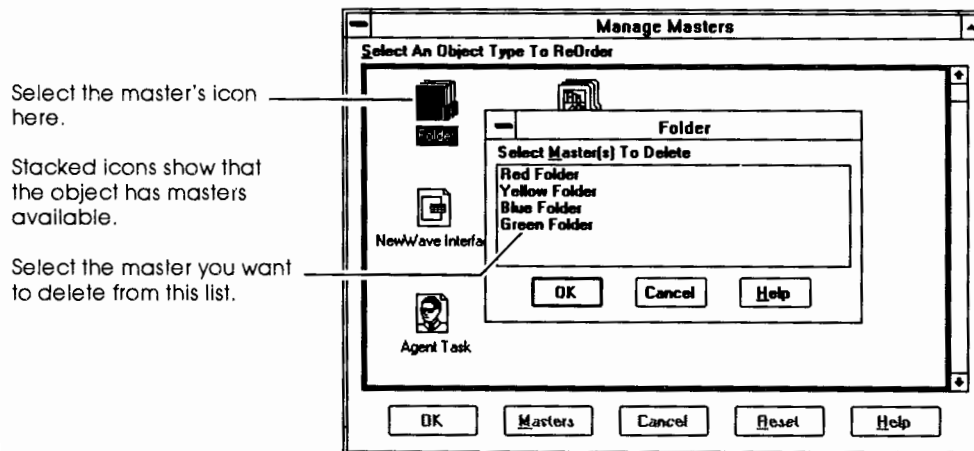 Manage Masters
Select An Object Type To ReOrder
Select the master's icon
here.
Stacked icons show that
the object has masters
available.
Select the master you want
to delete from this list.
Folder
NewWave Interfa
Agent Task
Folder
Select Master(s) To Delete
Red Folder
Yellow Folder
Blue Folder
Green Folder
OK
Cancel
Help
OK
Masters
Cancel
Reset
Help